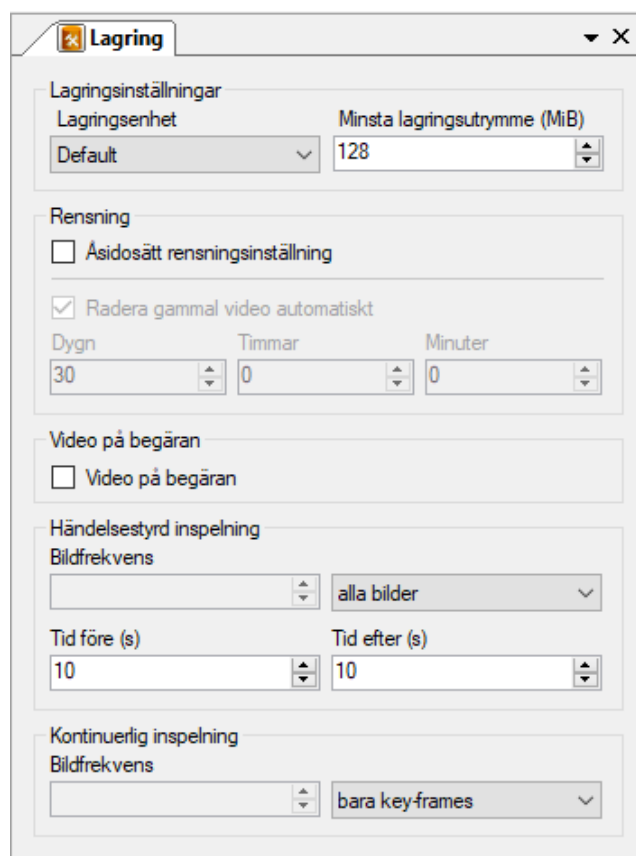 Lagring
Lagringsinställningar
Lagringsenhet Minsta lagringsutrymme (MiB)
Default 128
Rensning
Åsidosätt rensningsinställning
Radera gammal video automatiskt
Dygn Timmar Minuter
30 0 0
Video på begäran
Video på begäran
Händelsestyrd inspelning
Bildfrekvens
alla bilder
Tid före (s) Tid efter (s)
10 10
Kontinuerlig inspelning
Bildfrekvens
bara key-frames